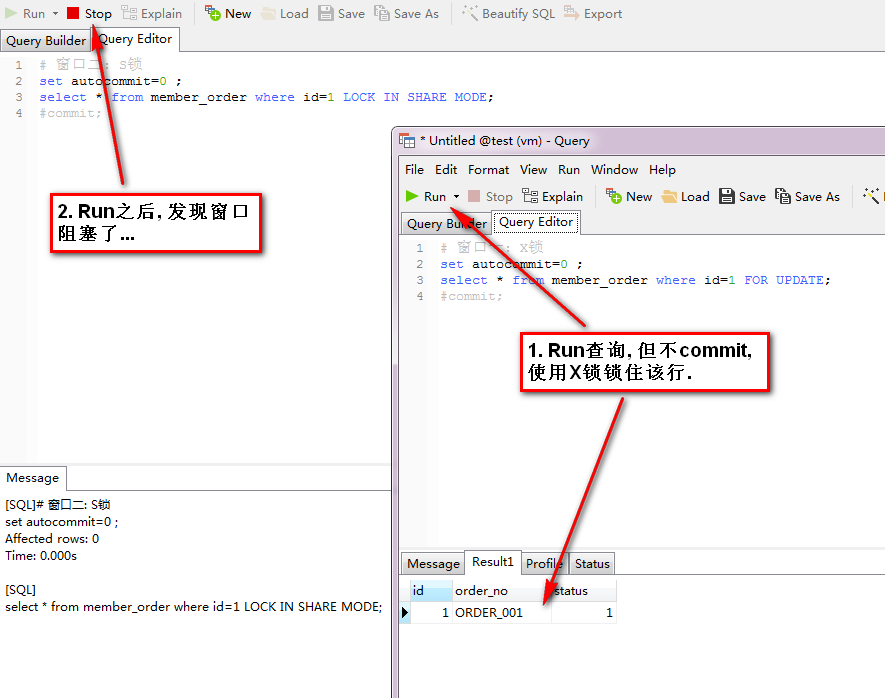 Run Stop Explain New Load Save Save As Beautify SQL Export
Query Builder Query Editor
1 # 窗口二: S锁
2 set autocommit=0 ;
3 select * from member_order where id=1 LOCK IN SHARE MODE;
4 #commit;
2. Run之后, 发现窗口
阻塞了...
Message
[SQL]# 窗口二: S锁
set autocommit=0 ;
Affected rows: 0
Time: 0.000s
[SQL]
select * from member_order where id=1 LOCK IN SHARE MODE;
* Untitled @test (vm) - Query
File Edit Format View Run Window Help
Run Stop Explain New Load Save Save As
Query Builder Query Editor
1 # 窗口 : X锁
2 set autocommit=0 ;
3 select * from member_order where id=1 FOR UPDATE;
4 #commit;
1. Run查询, 但不commit,
使用X锁锁住该行.
Message Result1 Profile Status
id order_no status
1 ORDER_001 1